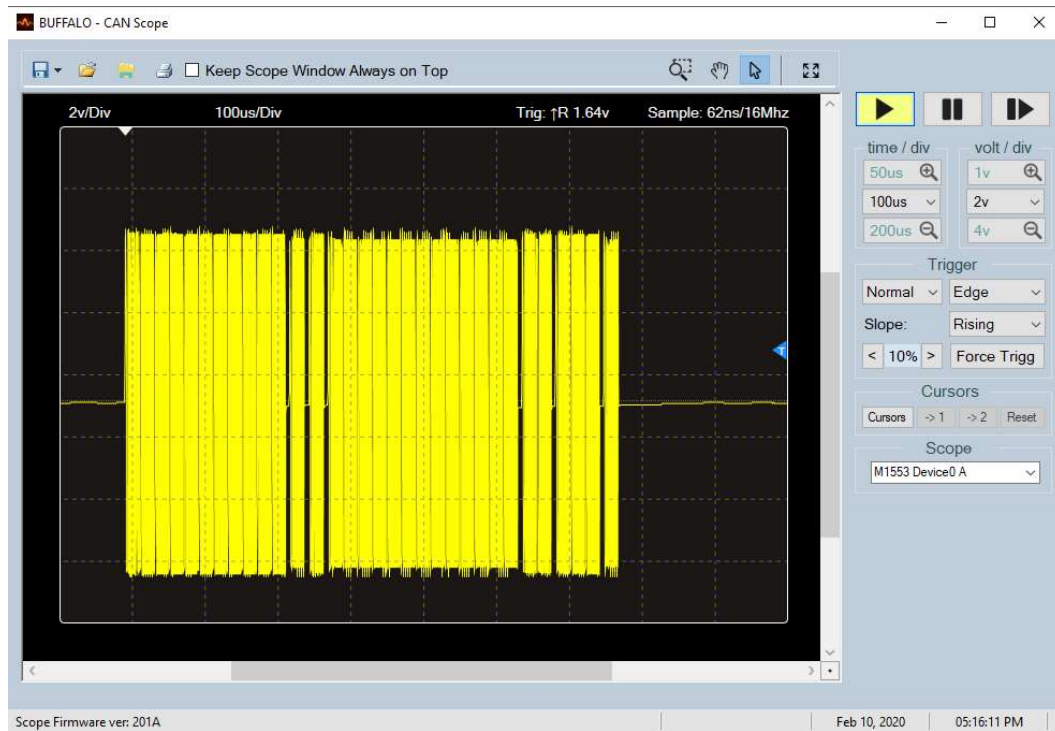 BUFFALO - CAN Scope
Keep Scope Window Always on Top
2v/Div 100us/Div Trig: ↑R 1.64v Sample: 62ns/16Mhz
time / div volt / div
50us 1v
100us 2v
200us 4v
Trigger
Normal Edge
Slope: Rising
< 10% > Force Trigg
Cursors
Cursors -> 1 -> 2 Reset
Scope
M1553 Device0 A
T
Scope Firmware ver: 201A Feb 10, 2020 05:16:11 PM